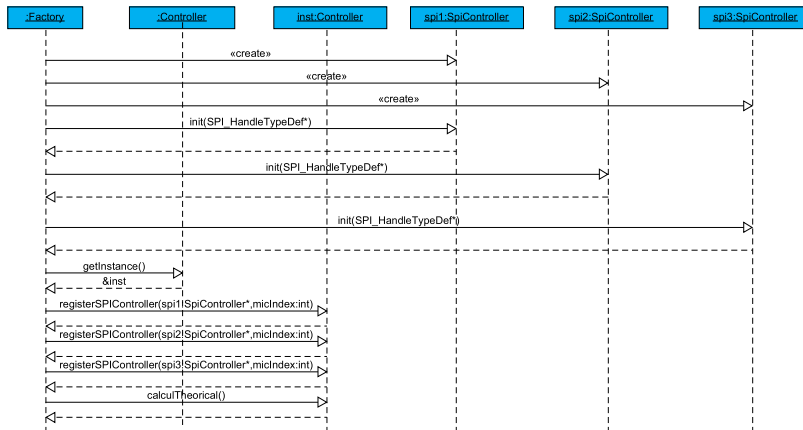 :Factory
:Controller
inst:Controller
spi1:SpiController
spi2:SpiController
spi3:SpiController
«create»
«create»
«create»
init(SPI_HandleTypeDef*)
init(SPI_HandleTypeDef*)
init(SPI_HandleTypeDef*)
getInstance()
&inst
registerSPIController(spi1:SpiController*,micIndex:int)
registerSPIController(spi2:SpiController*,micIndex:int)
registerSPIController(spi3:SpiController*,micIndex:int)
calculTheorical()